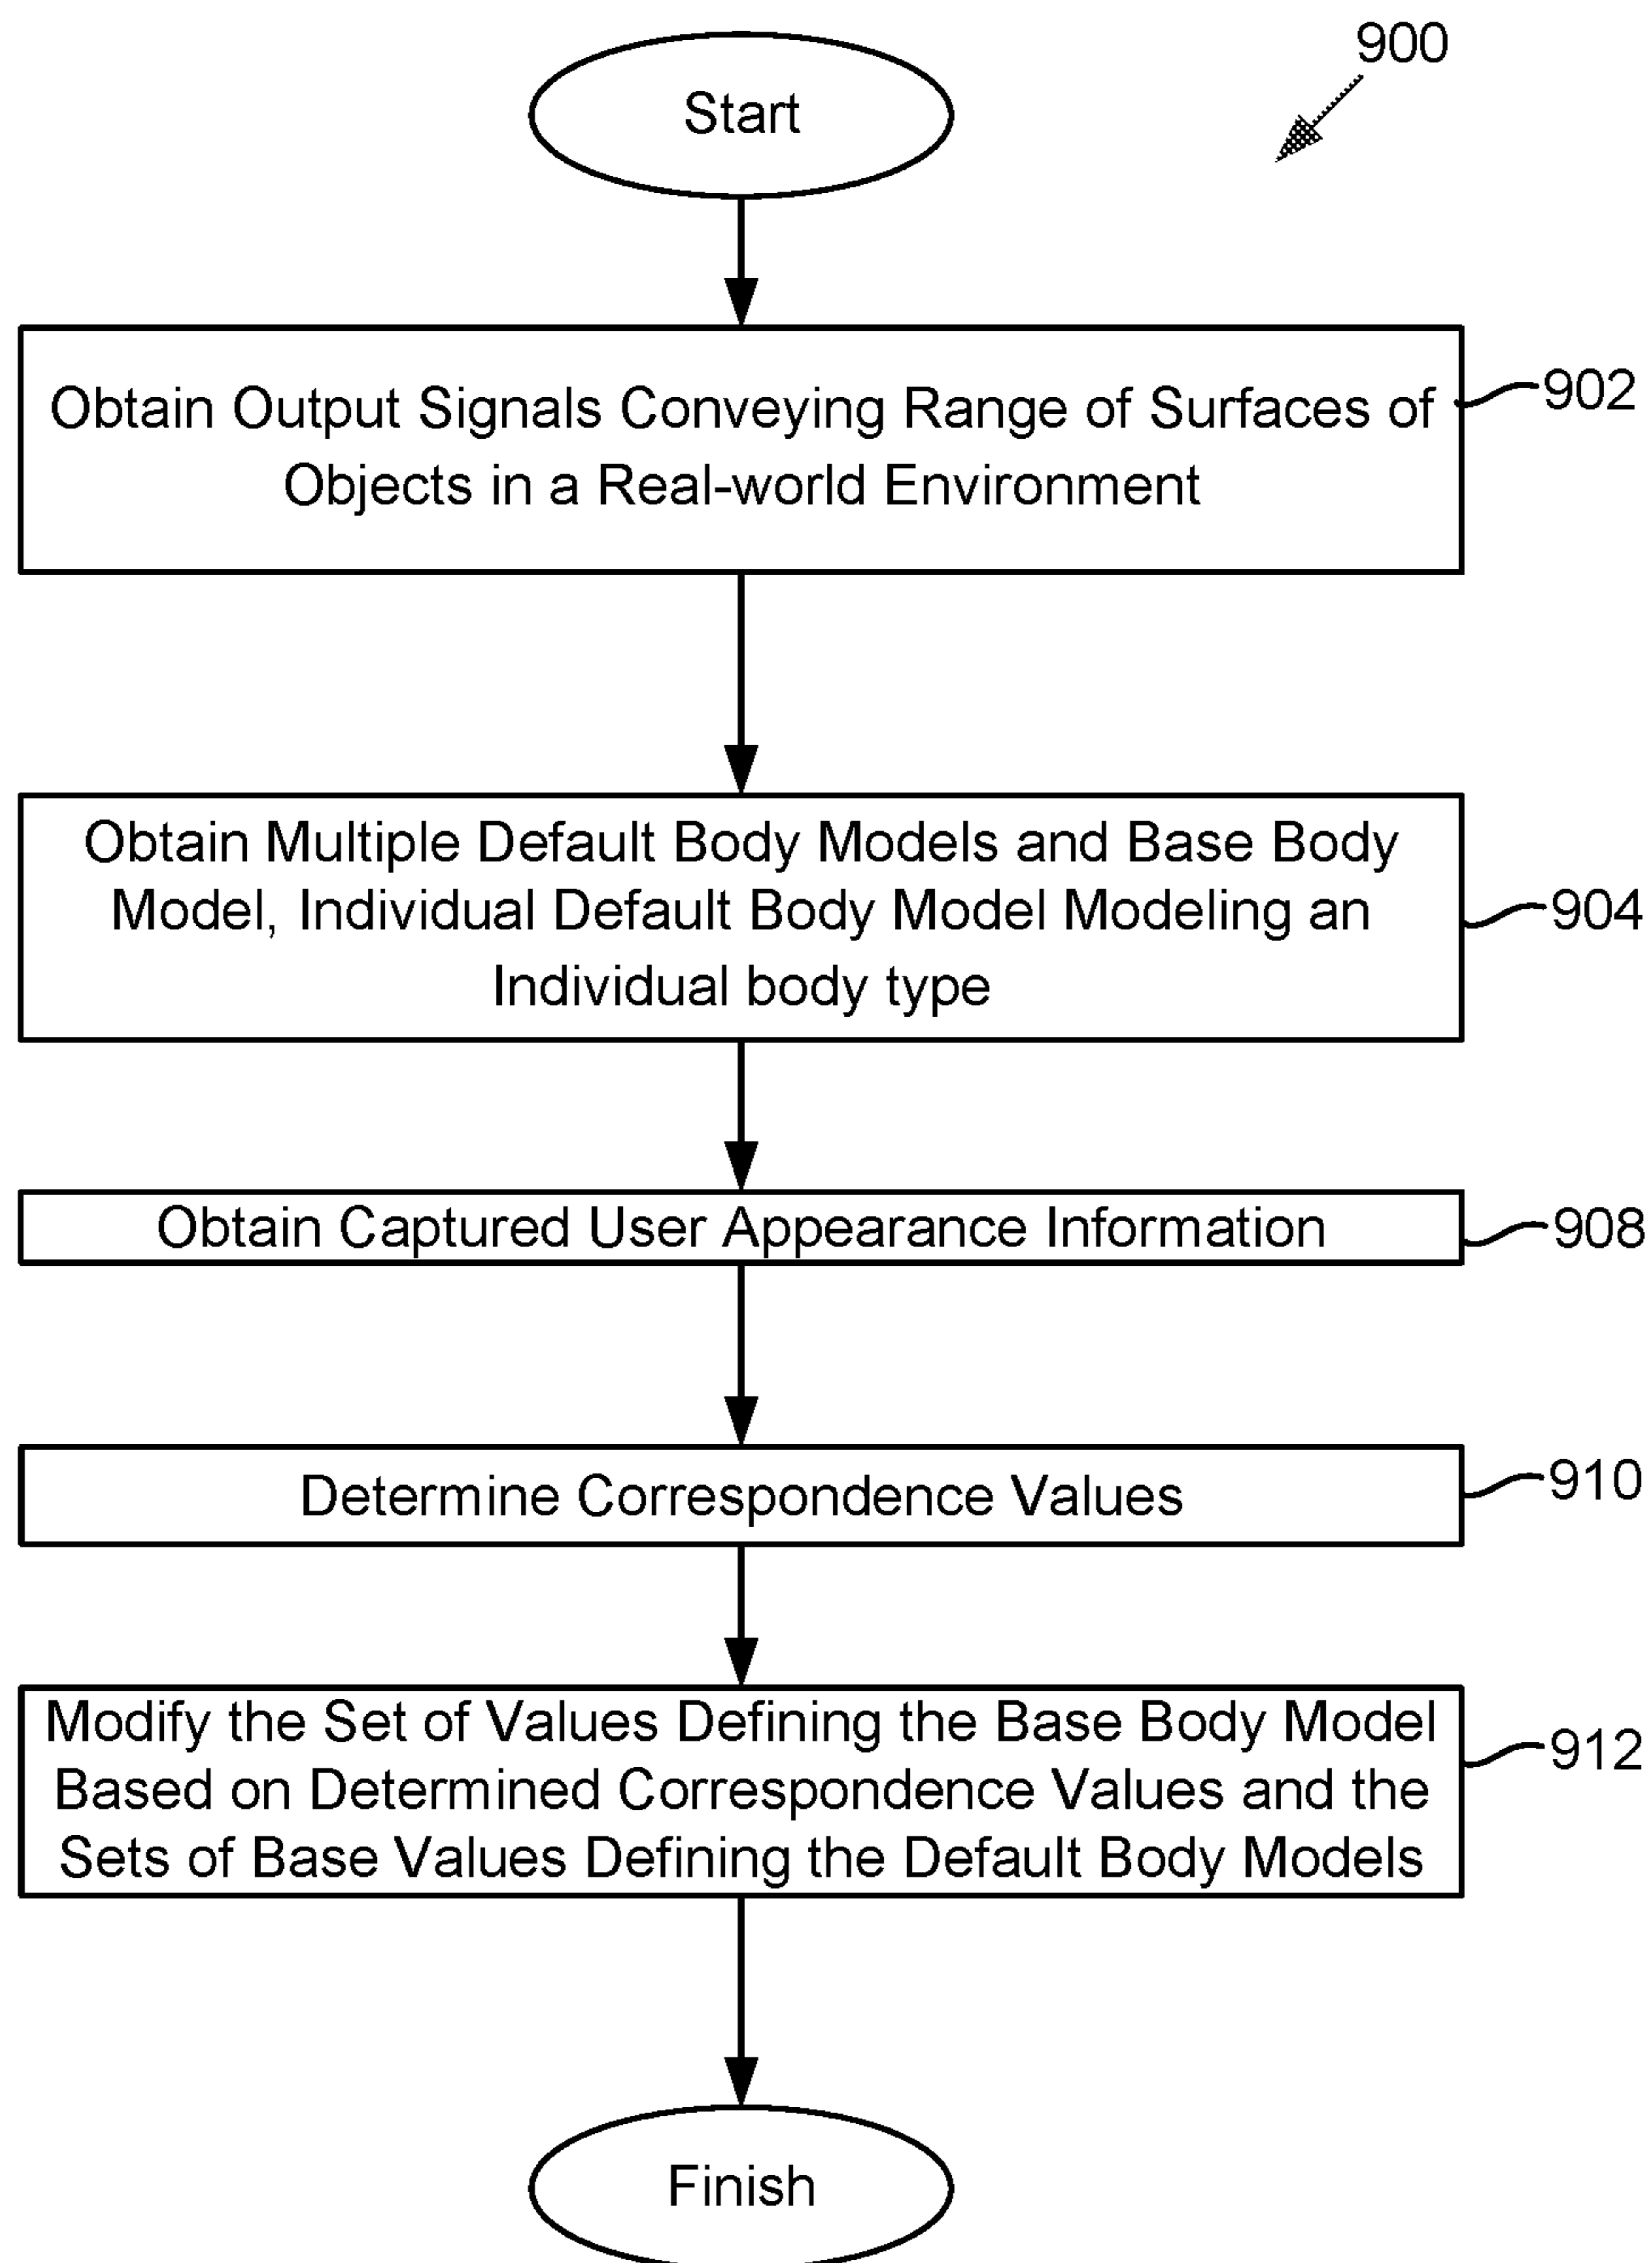 900
Start
Obtain Output Signals Conveying Range of Surfaces of
Objects in a Real-world Environment
902
Obtain Multiple Default Body Models and Base Body
Model, Individual Default Body Model Modeling an
Individual body type
904
Obtain Captured User Appearance Information
908
Determine Correspondence Values
910
Modify the Set of Values Defining the Base Body Model
Based on Determined Correspondence Values and the
Sets of Base Values Defining the Default Body Models
912
Finish